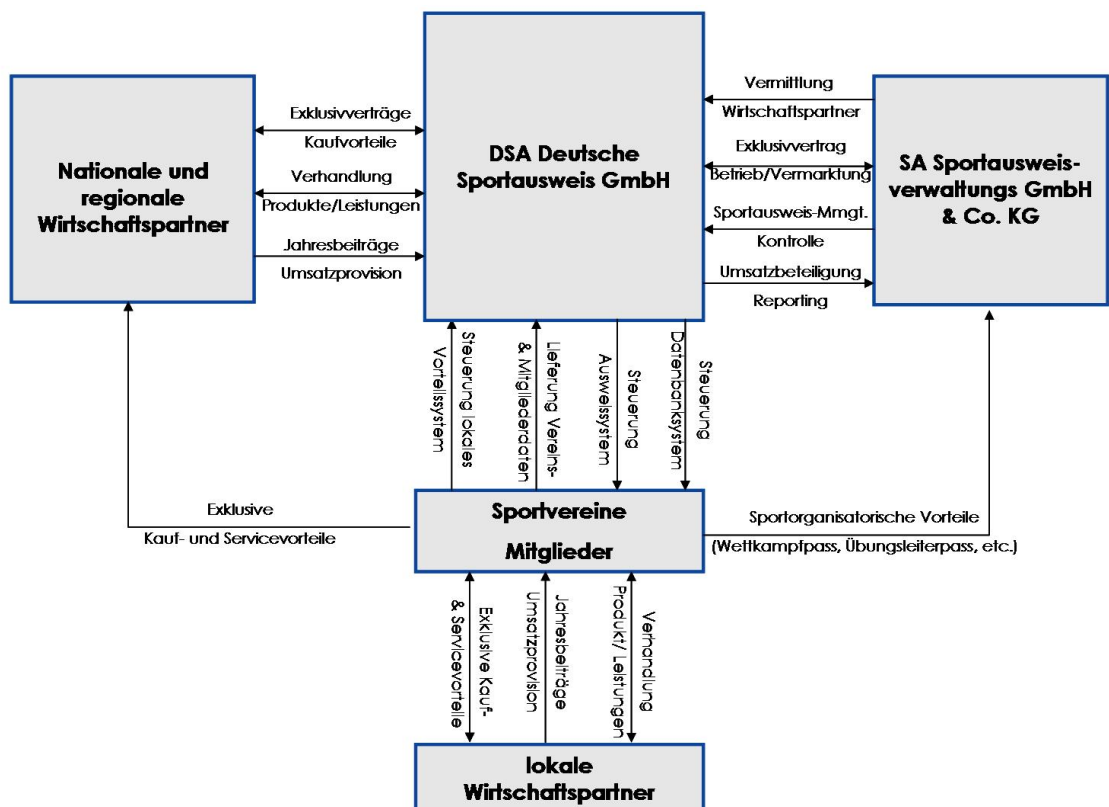 Nationale und
regionale
Wirtschaftspartner
Exklusivverträge
Kaufvorteile
Verhandlung
Produkte/Leistungen
Jahresbeiträge
Umsatzprovision
DSA Deutsche
Sportausweis GmbH
Vermittlung
Wirtschaftspartner
Exklusivvertrag
Betrieb/Vermarktung
Sportausweis-Mmgt.
Kontrolle
Umsatzbeteiligung
Reporting
SA Sportausweis-
verwaltungs GmbH
& Co. KG
Steuerung lokales
Vorteilssystem
Lieferung Vereins-
& Mitgliederdaten
Steuerung
Ausweissystem
Steuerung
Datenbanksystem
Exklusive
Kauf- und Servicevorteile
Sportvereine
Mitglieder
Sportorganisatorische Vorteile
(Wettkampfpass, Übungsleiterpass, etc.)
Exklusive Kauf-
& Servicevorteile
Jahresbeiträge
Umsatzprovision
Verhandlung
Produkt/ Leistungen
lokale
Wirtschaftspartner